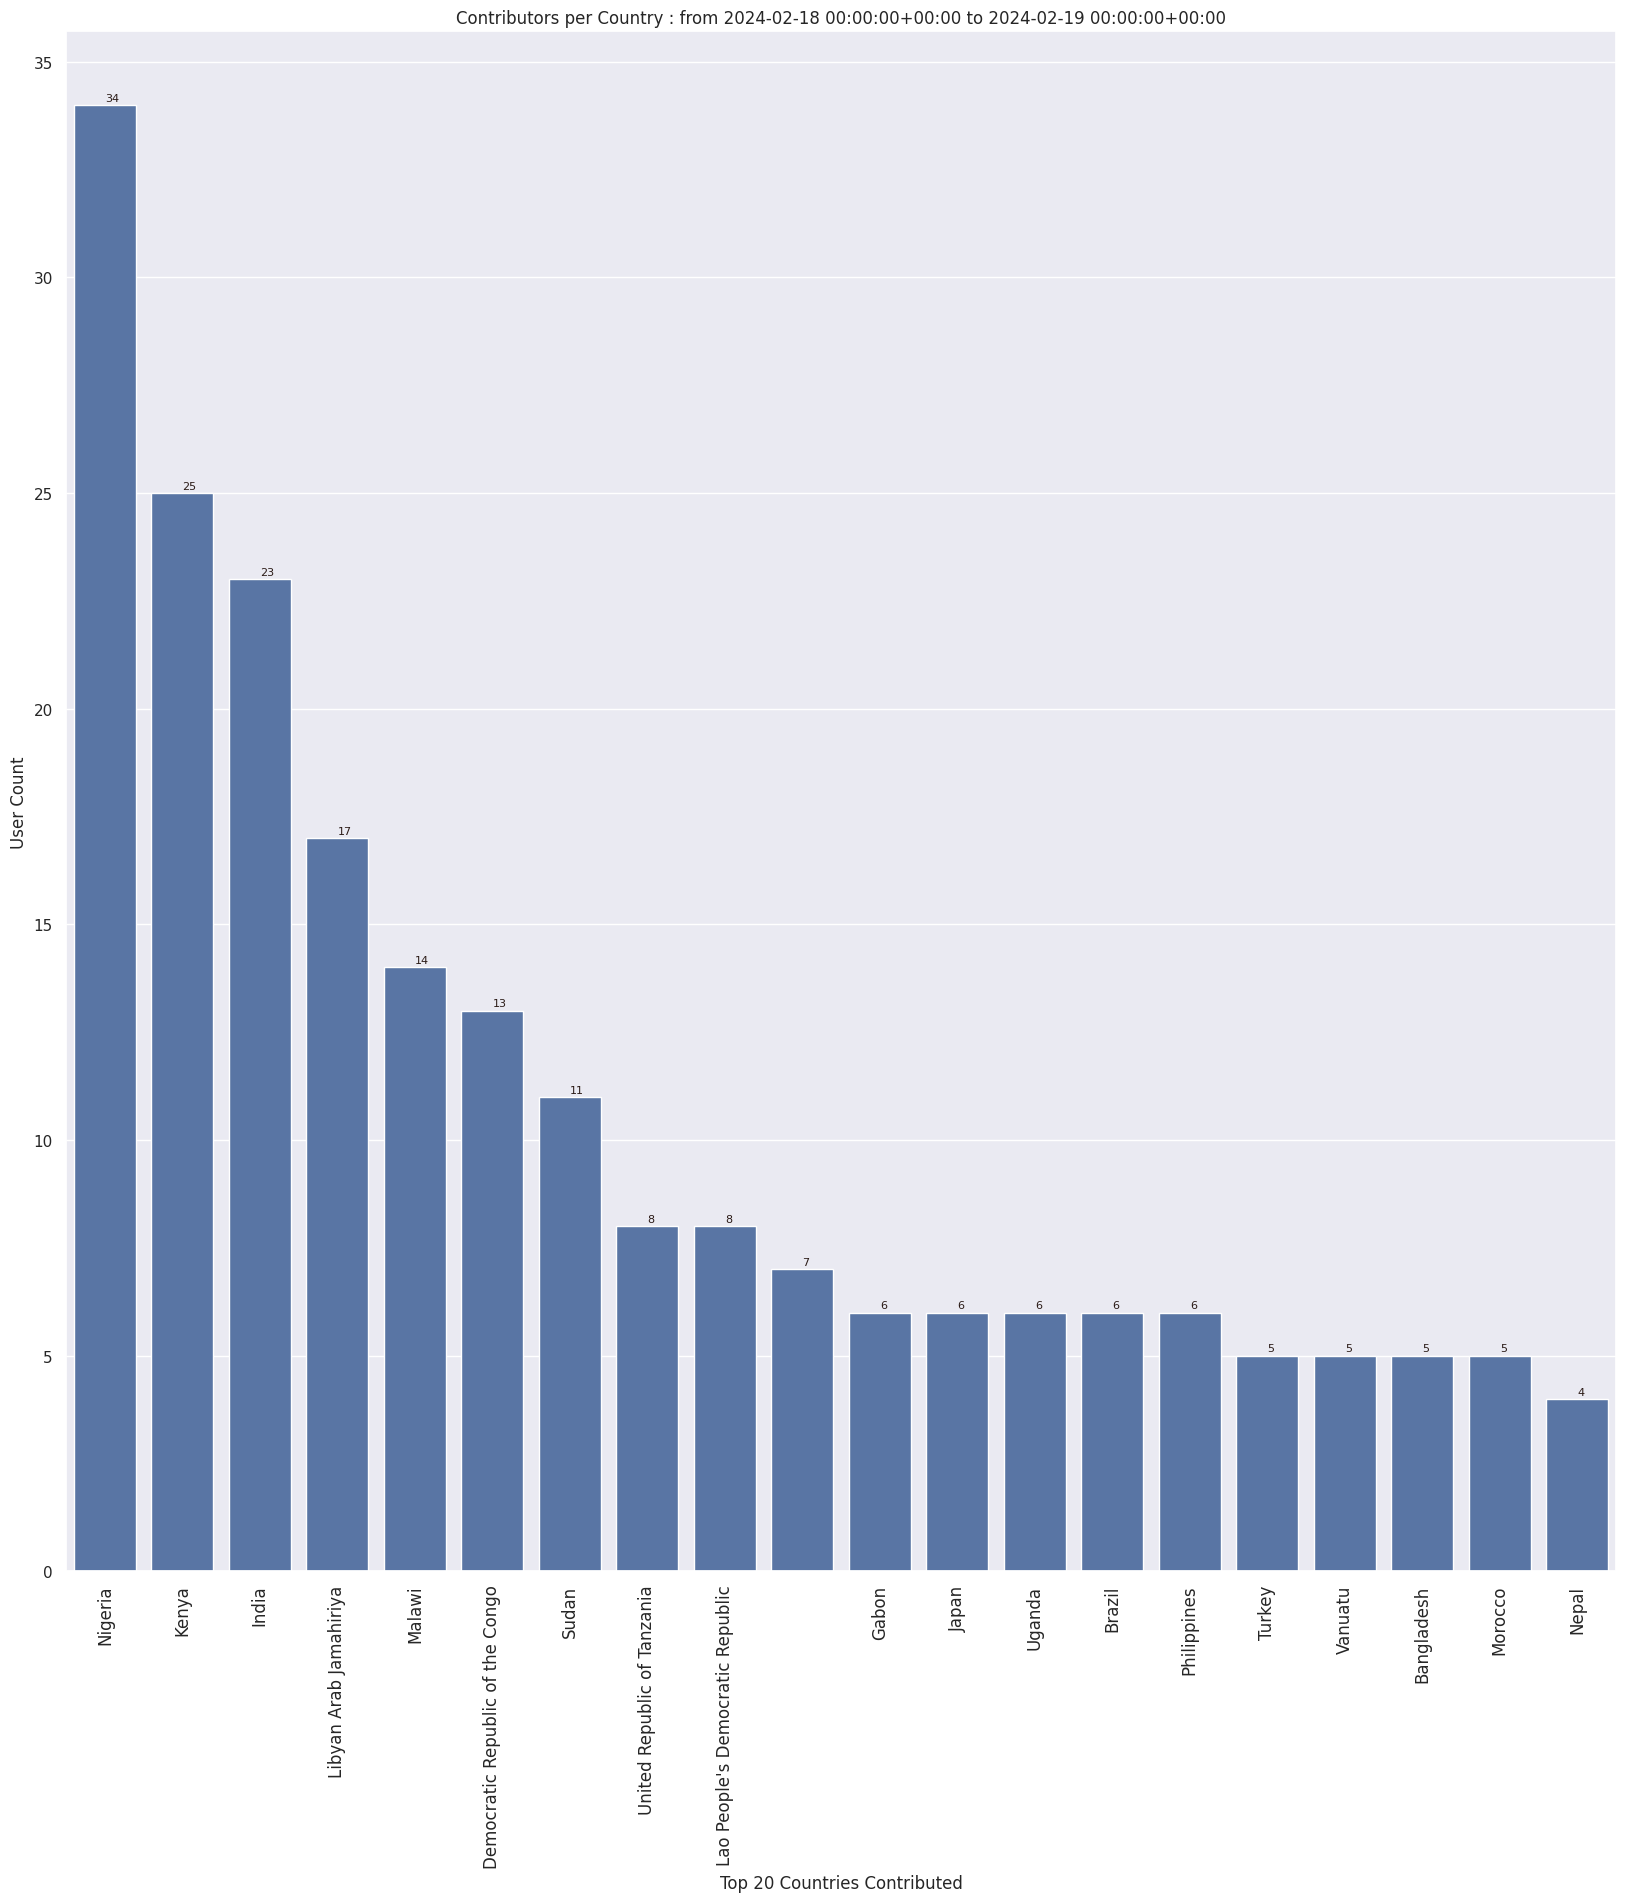 Contributors per Country : from 2024-02-18 00:00:00+00:00 to 2024-02-19 00:00:00+00:00
35
30
25
20
15
10
5
0
User Count
34
25
23
17
14
13
11
8
8
7
6
6
6
6
6
5
5
5
5
4
Nigeria
Kenya
India
Libyan Arab Jamahiriya
Malawi
Democratic Republic of the Congo
Sudan
United Republic of Tanzania
Lao People's Democratic Republic
Gabon
Japan
Uganda
Brazil
Philippines
Turkey
Vanuatu
Bangladesh
Morocco
Nepal
Top 20 Countries Contributed